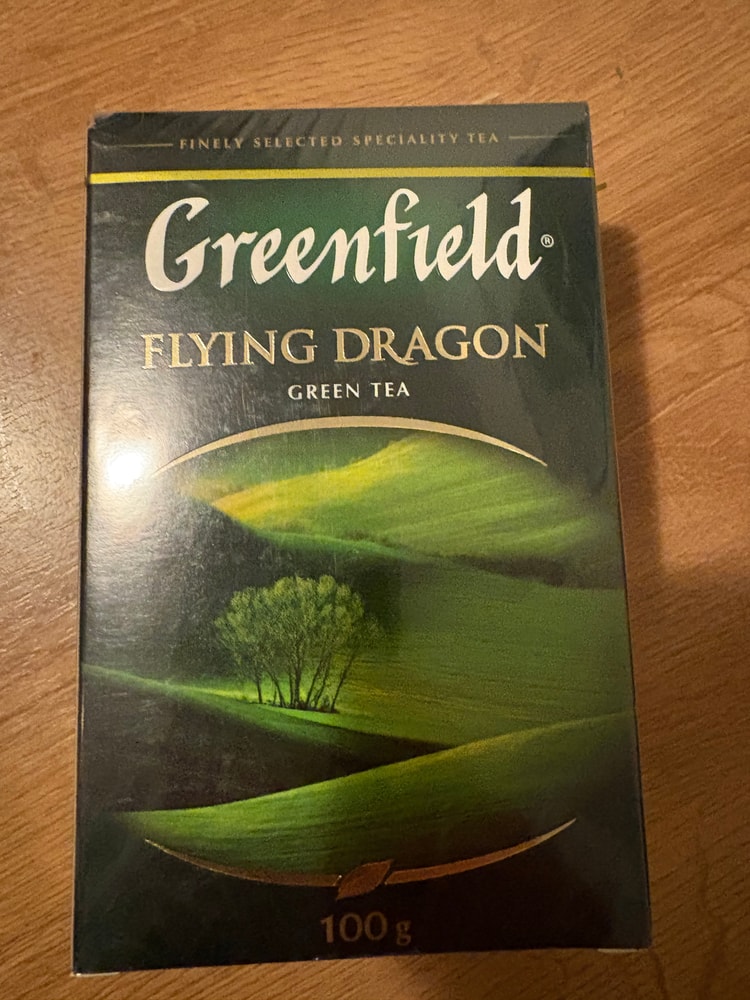 FINELY SELECTED SPECIALITY TEA
Greenfield®
FLYING DRAGON
GREEN TEA
100 g